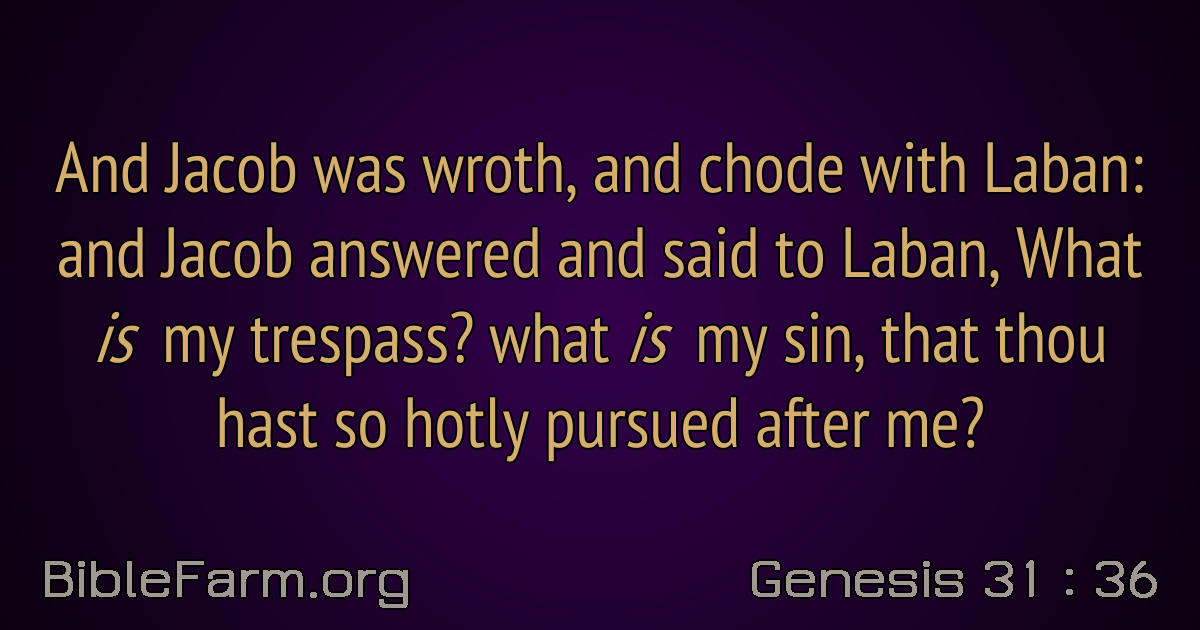 And Jacob was wroth, and chode with Laban:
and Jacob answered and said to Laban, What
is my trespass? what is my sin, that thou
hast so hotly pursued after me?
BibleFarm.org
Genesis 31 : 36